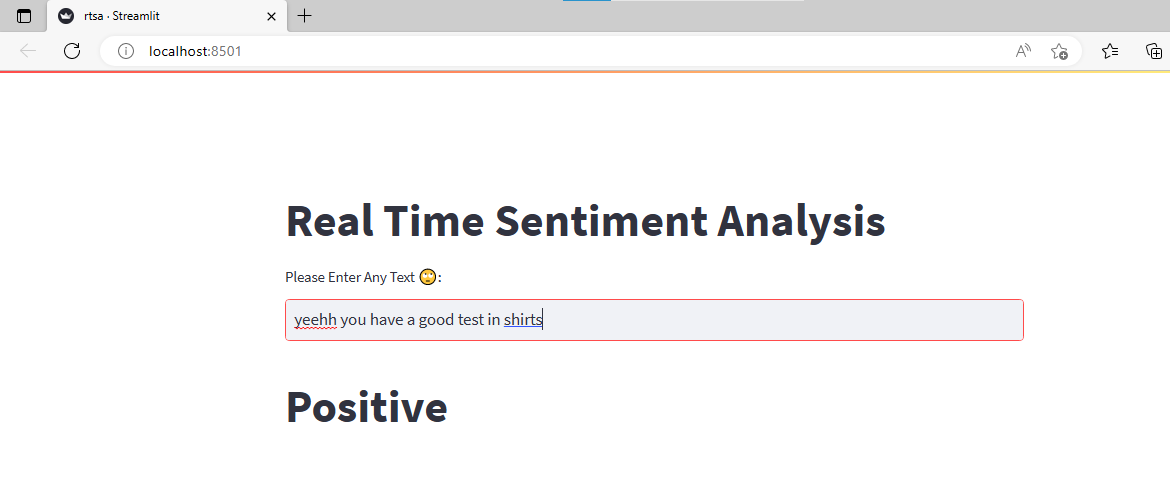 rtsa · Streamlit
localhost:8501
Real Time Sentiment Analysis
Please Enter Any Text 🙄:
yeehh you have a good test in shirts
Positive